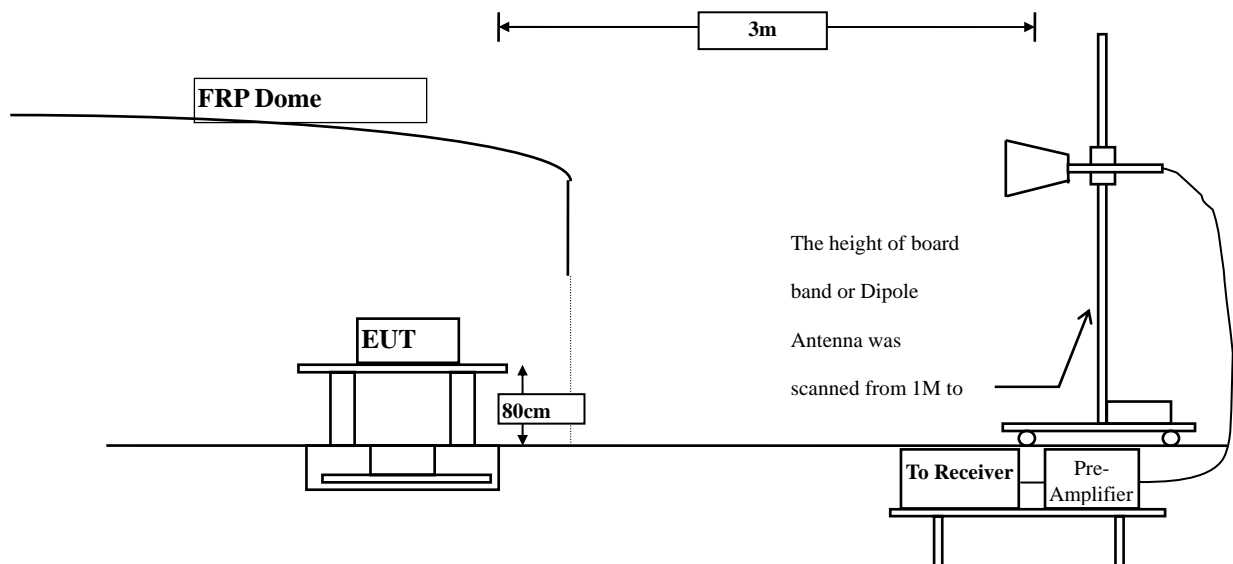 3m
FRP Dome
The height of board
band or Dipole
Antenna was
scanned from 1M to
EUT
80cm
To Receiver
Pre-
Amplifier